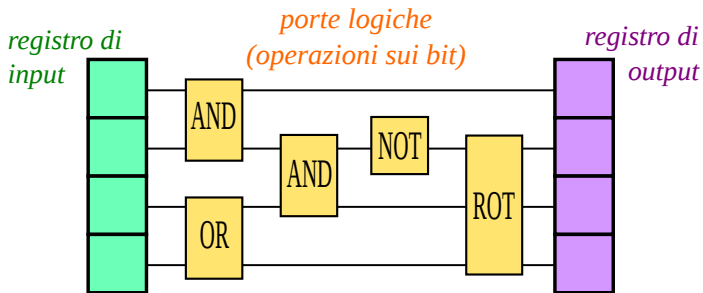 registro di
input
porte logiche
(operazioni sui bit)
registro di
output
AND
NOT
AND
OR
ROT